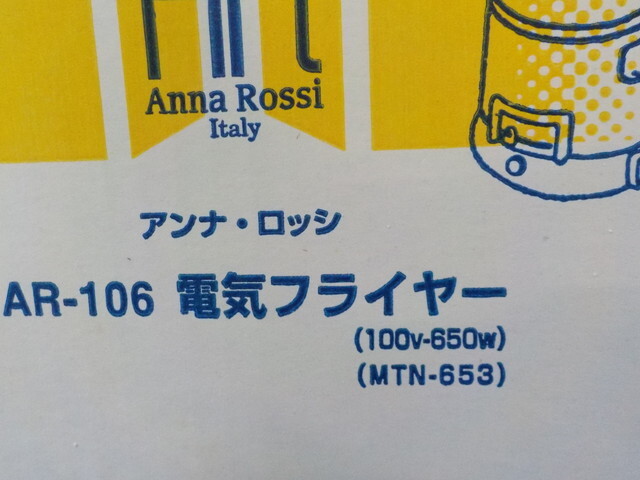 Anna Rossi
Italy
アンナ・ロッシ
AR-106 電気フライヤー
(100v-650w)
(MTN-653)